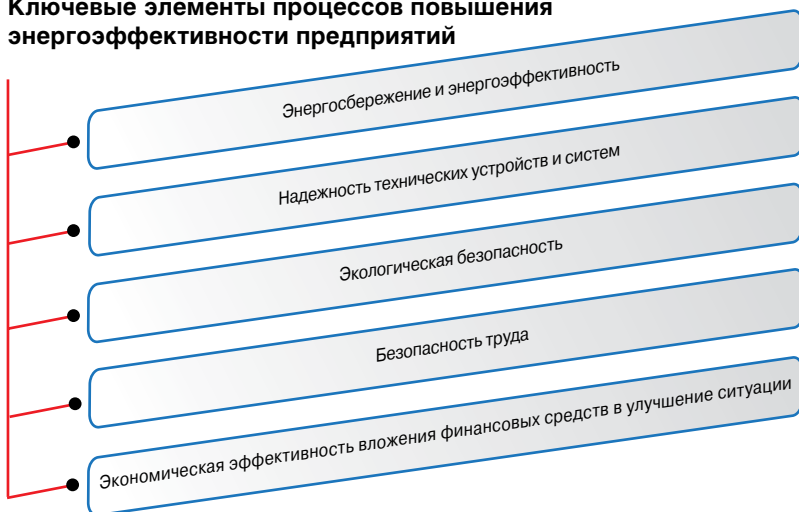 Ключевые элементы процессов повышения
энергоэффективности предприятий
Энергосбережение и энергоэффективность
Надежность технических устройств и систем
Экологическая безопасность
Безопасность труда
Экономическая эффективность вложения финансовых средств в улучшение ситуации